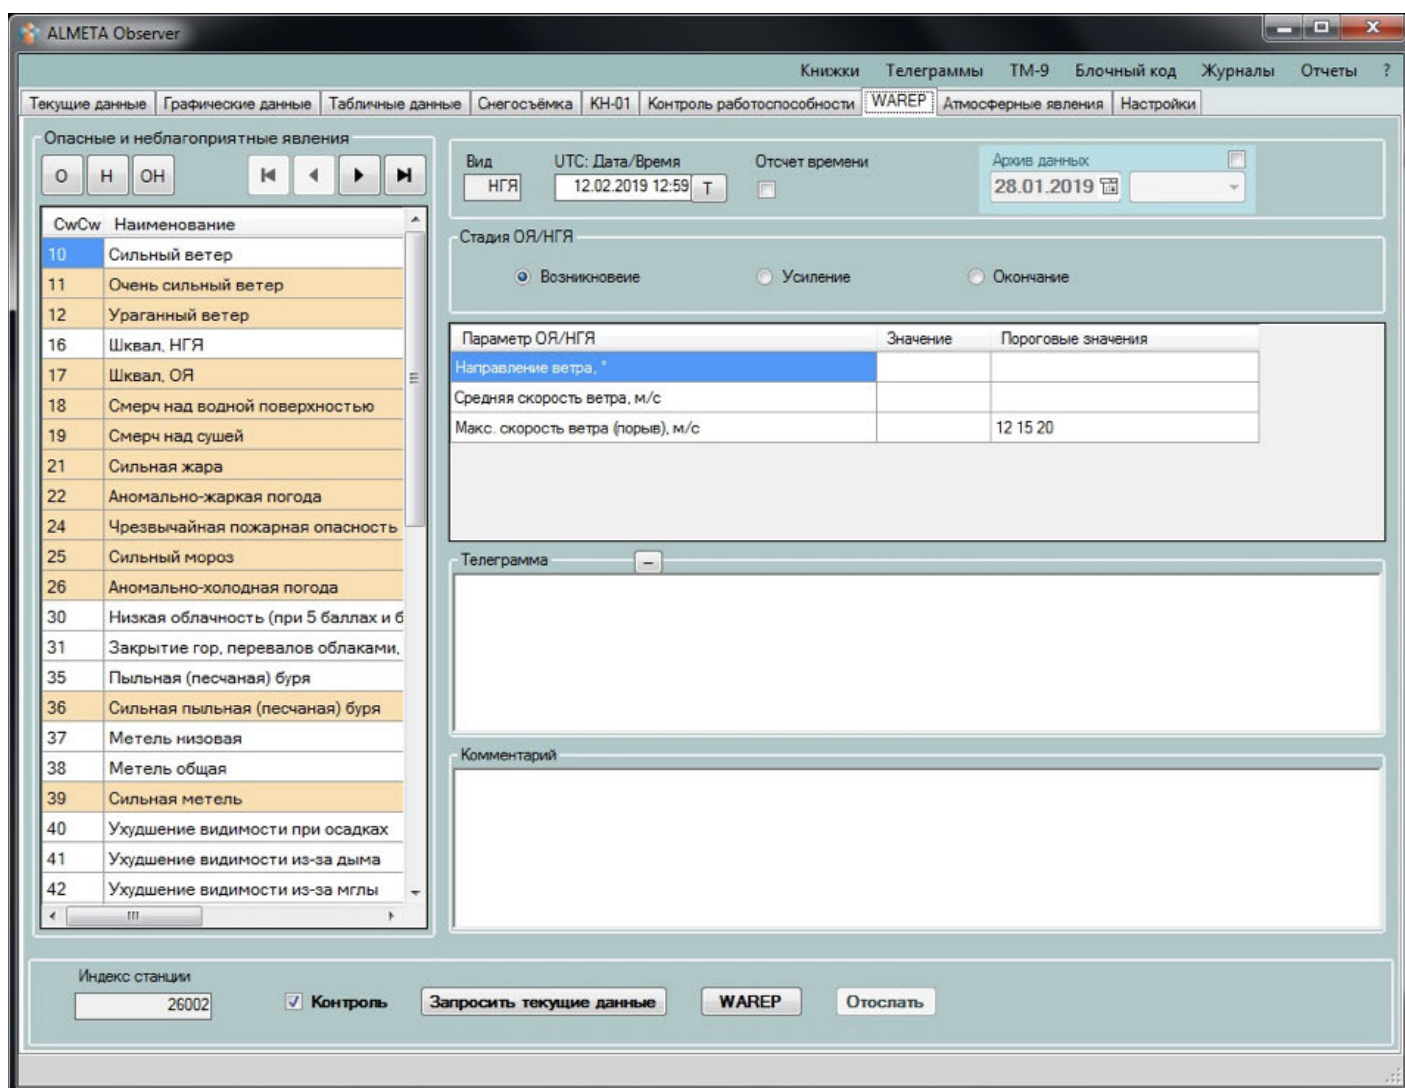 ALMETA Observer
Книжки Телеграммы ТМ-9 Блочный код Журналы Отчеты ?
Текущие данные Графические данные Табличные данные Снегосъёмка КН-01 Контроль работоспособности WAREP Атмосферные явления Настройки
Опасные и неблагоприятные явления
О Н ОН
CwCw Наименование
10 Сильный ветер
11 Очень сильный ветер
12 Ураганный ветер
16 Шквал, НГЯ
17 Шквал, ОЯ
18 Смерч над водной поверхностью
19 Смерч над сушей
21 Сильная жара
22 Аномально-жаркая погода
24 Чрезвычайная пожарная опасность
25 Сильный мороз
26 Аномально-холодная погода
30 Низкая облачность (при 5 баллах и б
31 Закрытие гор, перевалов облаками,
35 Пыльная (песчаная) буря
36 Сильная пыльная (песчаная) буря
37 Метель низовая
38 Метель общая
39 Сильная метель
40 Ухудшение видимости при осадках
41 Ухудшение видимости из-за дыма
42 Ухудшение видимости из-за мглы
Вид UTC: Дата/Время Отсчет времени Архив данных
НГЯ 12.02.2019 12:59 Т 28.01.2019
Стадия ОЯ/НГЯ
Возникновеие Усиление Окончание
Параметр ОЯ/НГЯ Значение Пороговые значения
Направление ветра, °
Средняя скорость ветра, м/с
Макс. скорость ветра (порыв), м/с 12 15 20
Телеграмма –
Комментарий
Индекс станции
26002 Контроль Запросить текущие данные WAREP Отослать